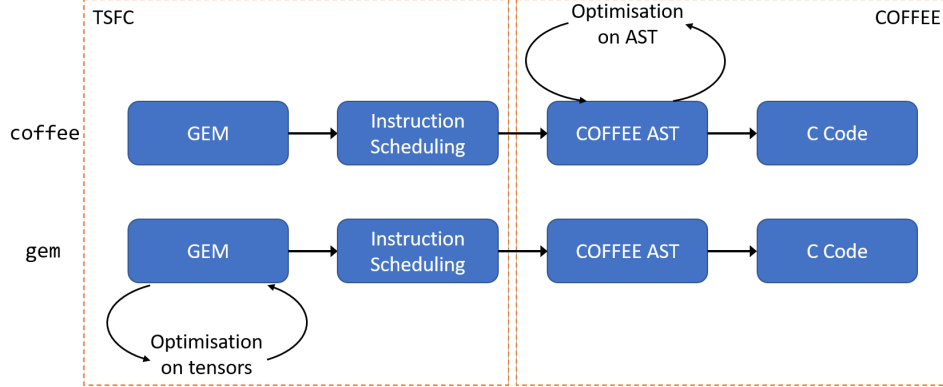 TSFC
COFFEE
Optimisation
on AST
coffee
GEM
Instruction
Scheduling
COFFEE AST
C Code
gem
GEM
Instruction
Scheduling
COFFEE AST
C Code
Optimisation
on tensors